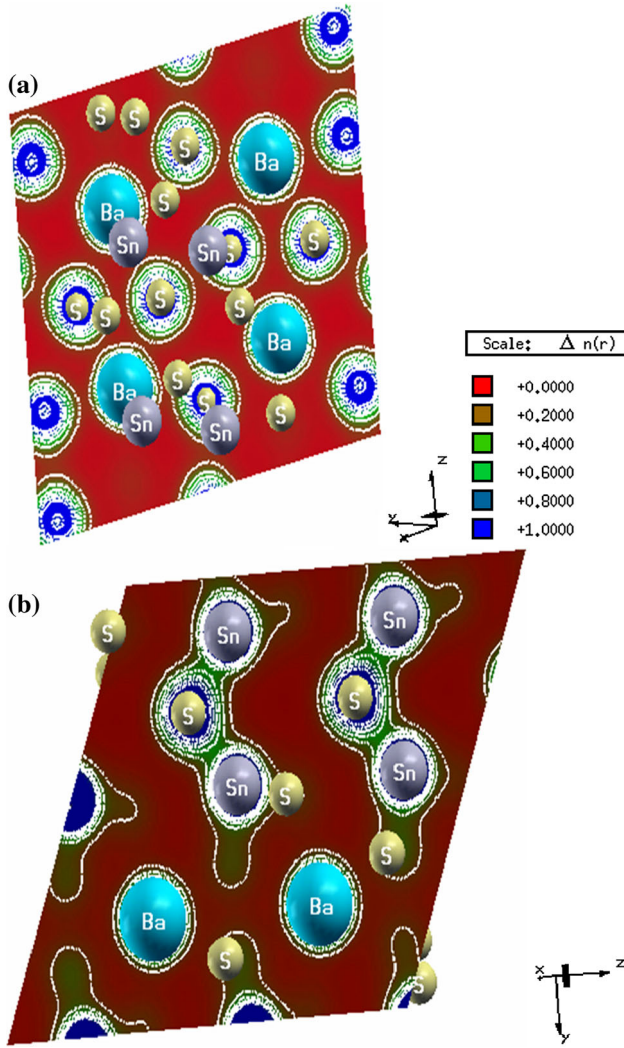 (a)
S S
S
Ba
S
Ba
Sn Sn S S
S S S S
Ba
S
Ba S S
Sn Sn
Scale: Δ n(r)
+0.0000
+0.2000
+0.4000
+0.6000
+0.8000
+1.0000
z
y
x
(b)
S Sn Sn
S S
Sn S Sn
S
Ba Ba
S
S
x z
y